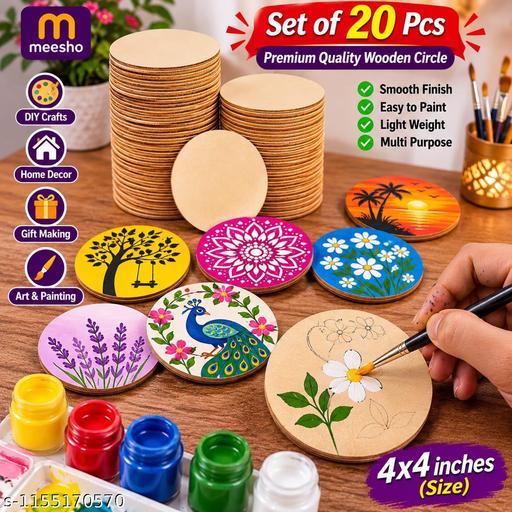 meesho
Set of 20 Pcs
Premium Quality Wooden Circle
Smooth Finish
Easy to Paint
Light Weight
Multi Purpose
DIY Crafts
Home Decor
Gift Making
Art & Painting
4x4 inches
(Size)
s-1155170570